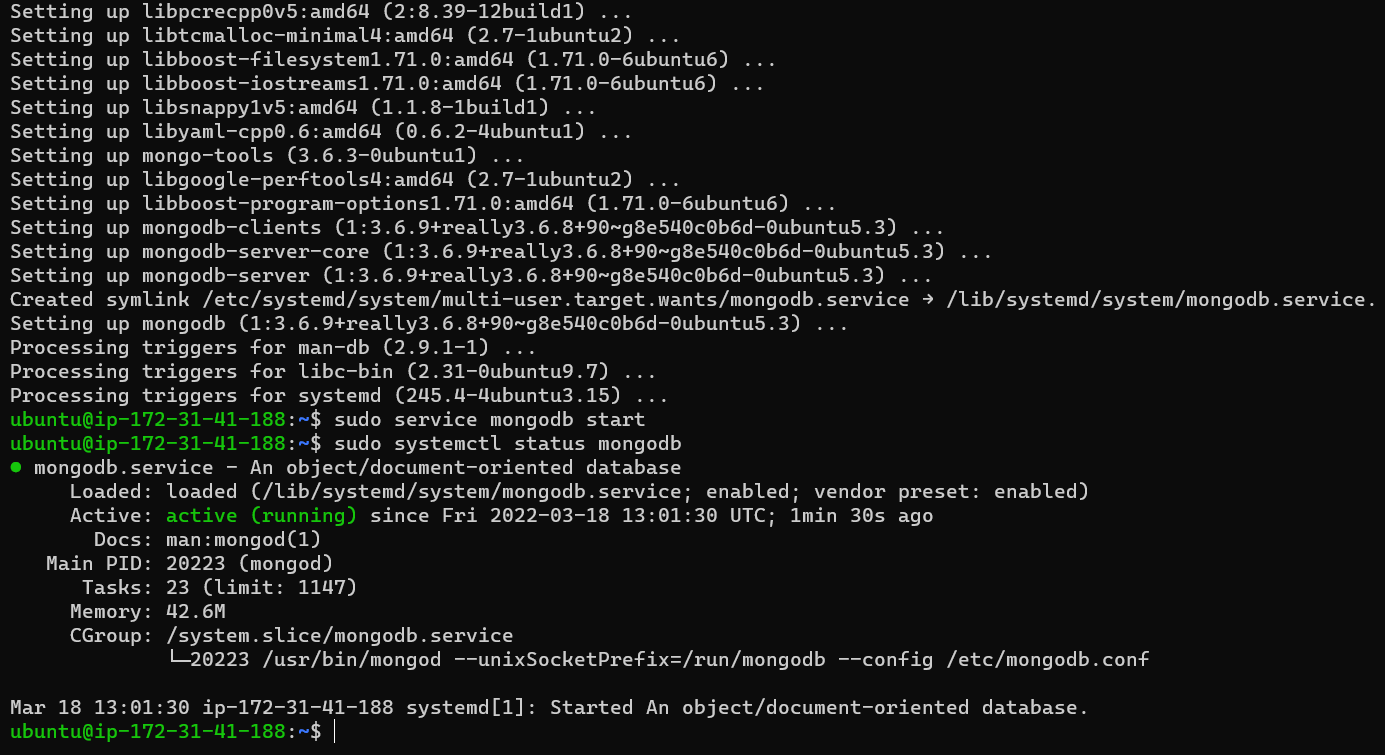 Setting up libpcrecpp0v5:amd64 (2:8.39-12build1) ...
Setting up libtcmalloc-minimal4:amd64 (2.7-1ubuntu2) ...
Setting up libboost-filesystem1.71.0:amd64 (1.71.0-6ubuntu6) ...
Setting up libboost-iostreams1.71.0:amd64 (1.71.0-6ubuntu6) ...
Setting up libsnappy1v5:amd64 (1.1.8-1build1) ...
Setting up libyaml-cpp0.6:amd64 (0.6.2-4ubuntu1) ...
Setting up mongo-tools (3.6.3-0ubuntu1) ...
Setting up libgoogle-perftools4:amd64 (2.7-1ubuntu2) ...
Setting up libboost-program-options1.71.0:amd64 (1.71.0-6ubuntu6) ...
Setting up mongodb-clients (1:3.6.9+really3.6.8+90~g8e540c0b6d-0ubuntu5.3) ...
Setting up mongodb-server-core (1:3.6.9+really3.6.8+90~g8e540c0b6d-0ubuntu5.3) ...
Setting up mongodb-server (1:3.6.9+really3.6.8+90~g8e540c0b6d-0ubuntu5.3) ...
Created symlink /etc/systemd/system/multi-user.target.wants/mongodb.service → /lib/systemd/system/mongodb.service.
Setting up mongodb (1:3.6.9+really3.6.8+90~g8e540c0b6d-0ubuntu5.3) ...
Processing triggers for man-db (2.9.1-1) ...
Processing triggers for libc-bin (2.31-0ubuntu9.7) ...
Processing triggers for systemd (245.4-4ubuntu3.15) ...
ubuntu@ip-172-31-41-188:~$ sudo service mongodb start
ubuntu@ip-172-31-41-188:~$ sudo systemctl status mongodb
● mongodb.service - An object/document-oriented database
     Loaded: loaded (/lib/systemd/system/mongodb.service; enabled; vendor preset: enabled)
     Active: active (running) since Fri 2022-03-18 13:01:30 UTC; 1min 30s ago
       Docs: man:mongod(1)
   Main PID: 20223 (mongod)
      Tasks: 23 (limit: 1147)
     Memory: 42.6M
     CGroup: /system.slice/mongodb.service
             └─20223 /usr/bin/mongod --unixSocketPrefix=/run/mongodb --config /etc/mongodb.conf
Mar 18 13:01:30 ip-172-31-41-188 systemd[1]: Started An object/document-oriented database.
ubuntu@ip-172-31-41-188:~$